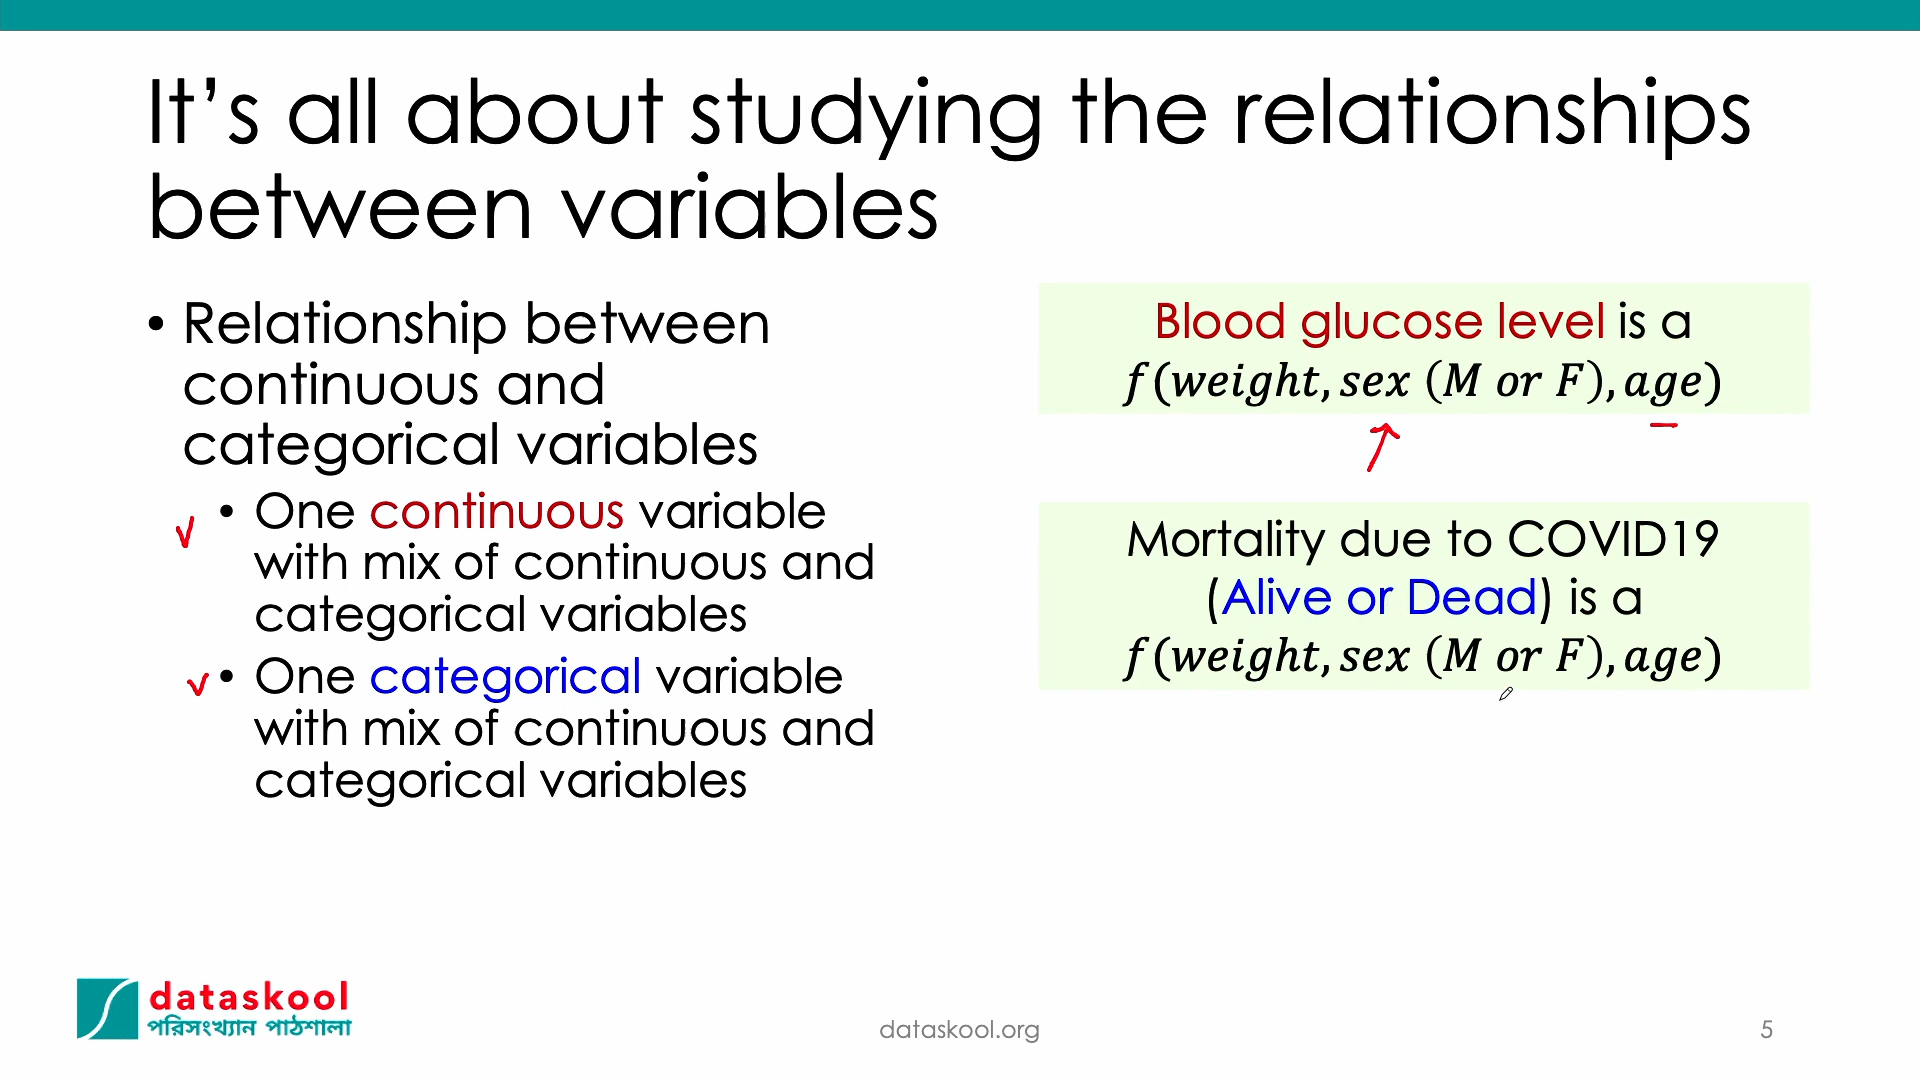 It’s all about studying the relationships
between variables
• Relationship between
continuous and
categorical variables
• One continuous variable
with mix of continuous and
categorical variables
• One categorical variable
with mix of continuous and
categorical variables
Blood glucose level is a
f(weight, sex (M or F), age)
Mortality due to COVID19
(Alive or Dead) is a
f(weight, sex (M or F), age)
dataskool
পরিসংখ্যান পাঠশালা
dataskool.org
5